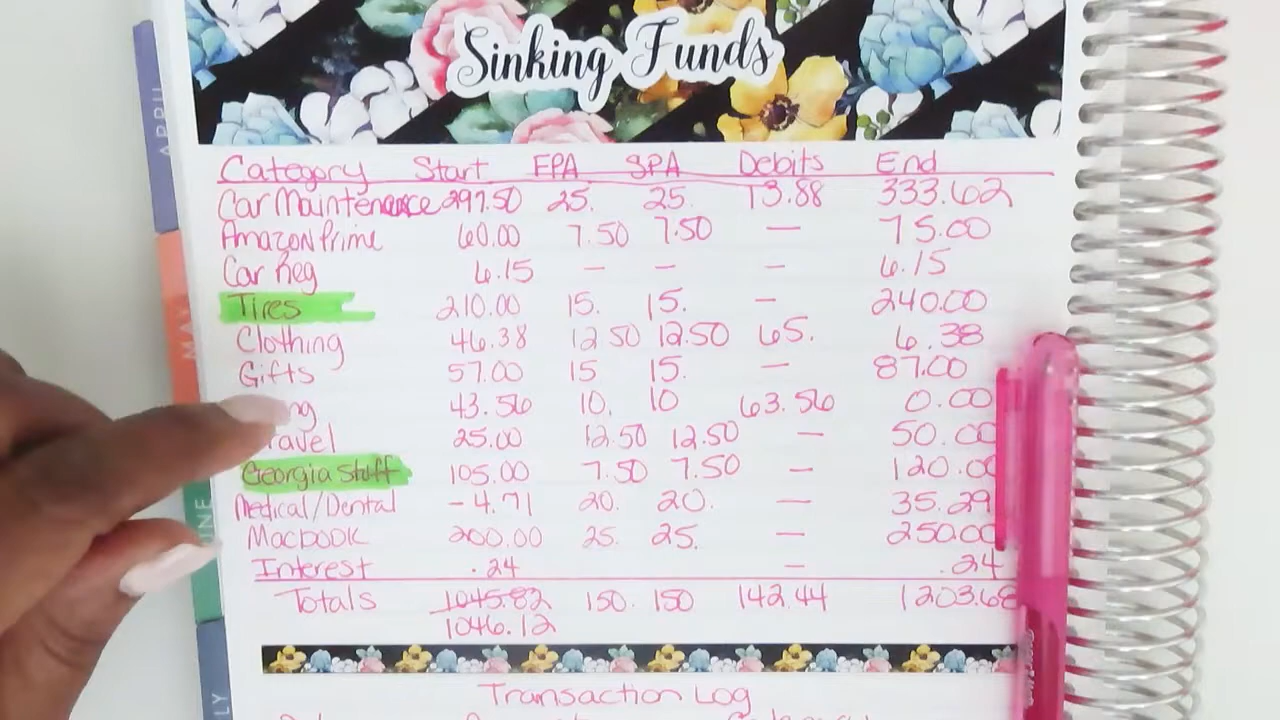 Sinking Funds
Category Start FPA SPA Debits End
Car Maintenance 297.50 25. 25. 13.88 333.62
Amazon Prime 60.00 7.50 7.50 — 75.00
Car Reg 6.15 — — — 6.15
Tires 210.00 15. 15. — 240.00
Clothing 46.38 12.50 12.50 65. 6.38
Gifts 57.00 15 15. — 87.00
43.56 10. 10 63.56 0.00
Travel 25.00 12.50 12.50 — 50.00
Georgia Stuff 105.00 7.50 7.50 — 120.00
Medical/Dental -4.71 20. 20. — 35.29
Macbook 200.00 25. 25. — 250.00
Interest .24 — .24
Totals 1045.82 150. 150 142.44 1203.68
1046.12
Transaction Log
APRIL
MAY